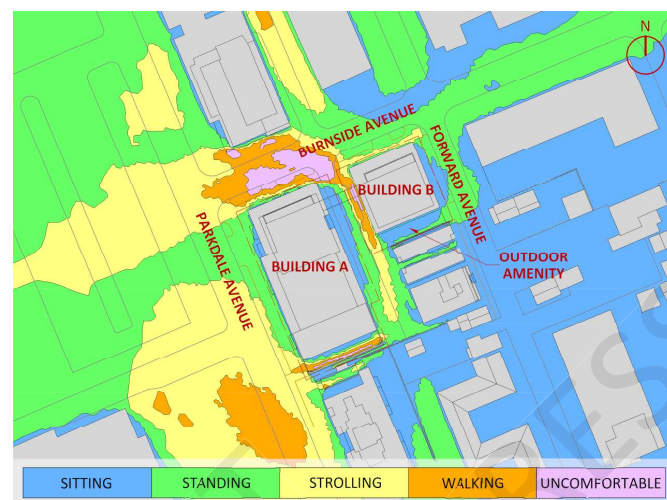 N
BURNSIDE AVENUE
FORWARD AVENUE
BUILDING B
PARKDALE AVENUE
BUILDING A
OUTDOOR
AMENITY
SITTING
STANDING
STROLLING
WALKING
UNCOMFORTABLE